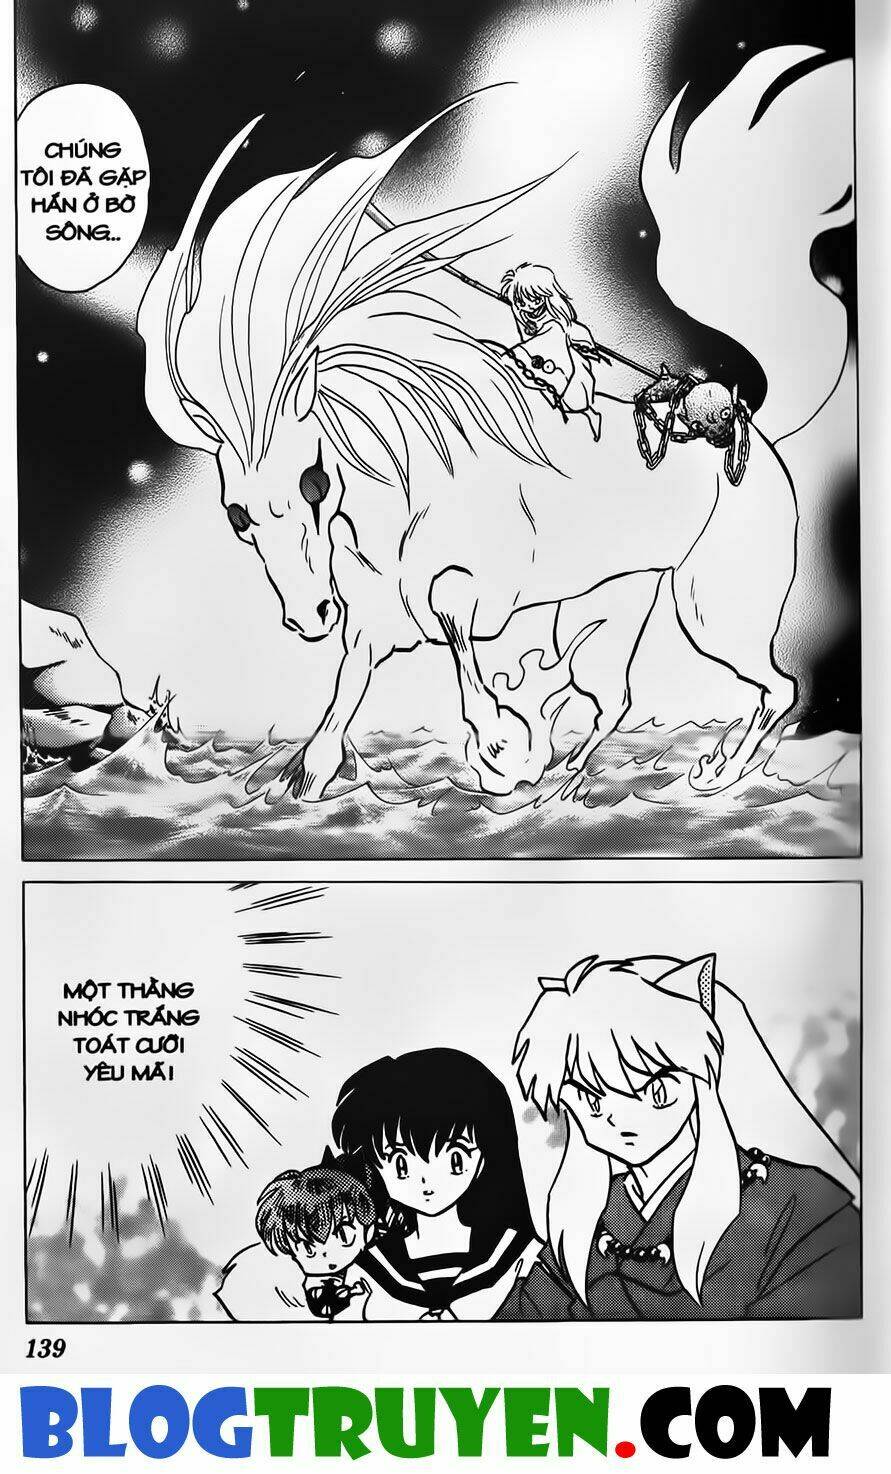 CHÚNG
TÔI ĐÃ GẶP
HẮN Ở BỜ
SÔNG...
MỘT THẰNG
NHÓC TRẮNG
TOÁT CƯỠI
YÊU MÃ!
139
BLOGTRUYEN.COM